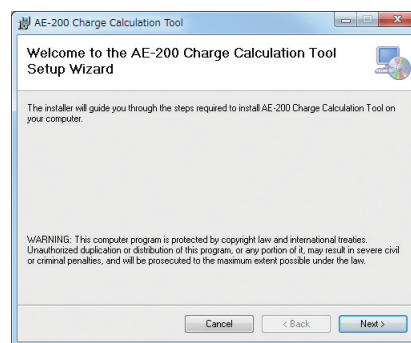 AE-200 Charge Calculation Tool
Welcome to the AE-200 Charge Calculation Tool
Setup Wizard
The installer will guide you through the steps required to install AE-200 Charge Calculation Tool on
your computer.
WARNING: This computer program is protected by copyright law and international treaties.
Unauthorized duplication or distribution of this program, or any portion of it, may result in severe civil
or criminal penalties, and will be prosecuted to the maximum extent possible under the law.
Cancel < Back Next >